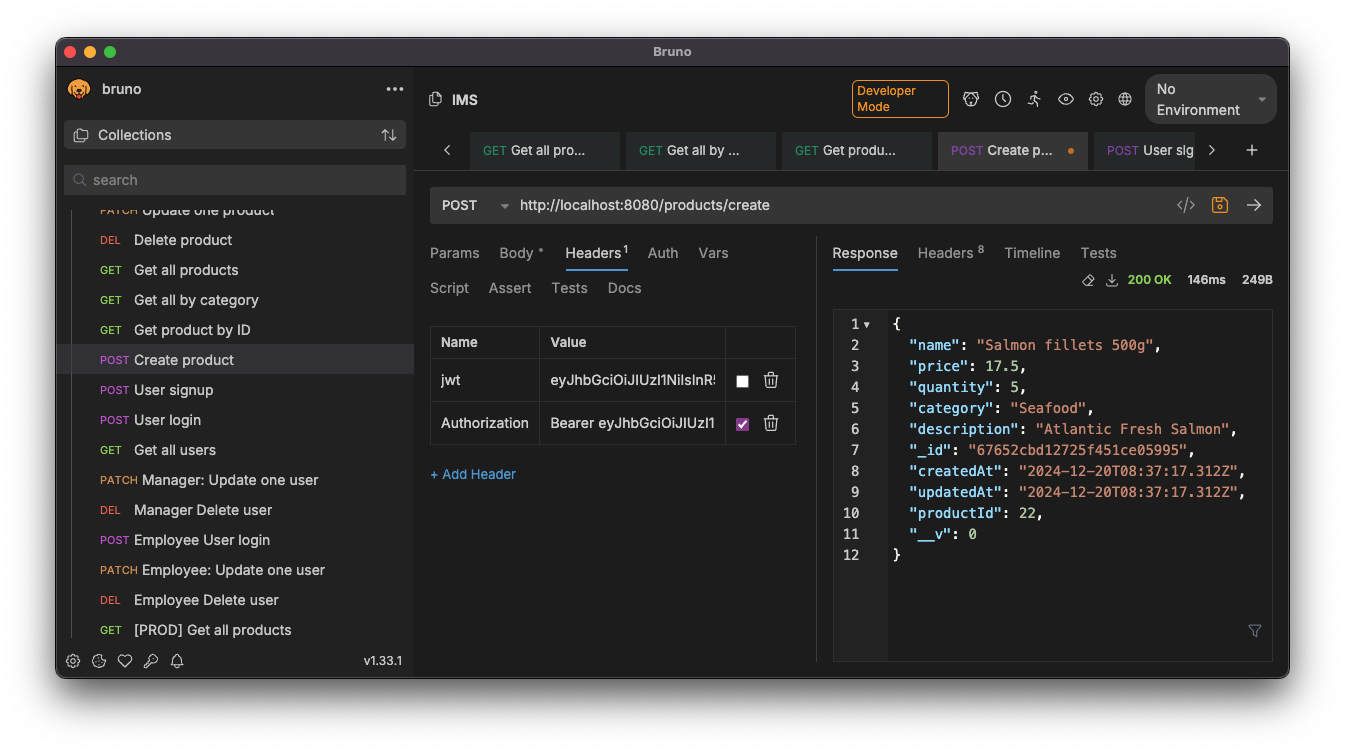 Bruno
bruno
Collections
search
PATCH Update one product
DEL Delete product
GET Get all products
GET Get all by category
GET Get product by ID
POST Create product
POST User signup
POST User login
GET Get all users
PATCH Manager: Update one user
DEL Manager Delete user
POST Employee User login
PATCH Employee: Update one user
DEL Employee Delete user
GET [PROD] Get all products
v1.33.1
IMS
Developer
Mode
No
Environment
GET Get all pro...
GET Get all by ...
GET Get produ...
POST Create p...
POST User sig
POST http://localhost:8080/products/create
Params Body Headers 1 Auth Vars
Script Assert Tests Docs
Name Value
jwt eyJhbGciOiJIUzI1NiIsInR5
Authorization Bearer eyJhbGciOiJIUzI1
+ Add Header
Response Headers 8 Timeline Tests
200 OK 146ms 249B
1 {
2 "name": "Salmon fillets 500g",
3 "price": 17.5,
4 "quantity": 5,
5 "category": "Seafood",
6 "description": "Atlantic Fresh Salmon",
7 "_id": "67652cbd12725f451ce05995",
8 "createdAt": "2024-12-20T08:37:17.312Z",
9 "updatedAt": "2024-12-20T08:37:17.312Z",
10 "productId": 22,
11 "__v": 0
12 }